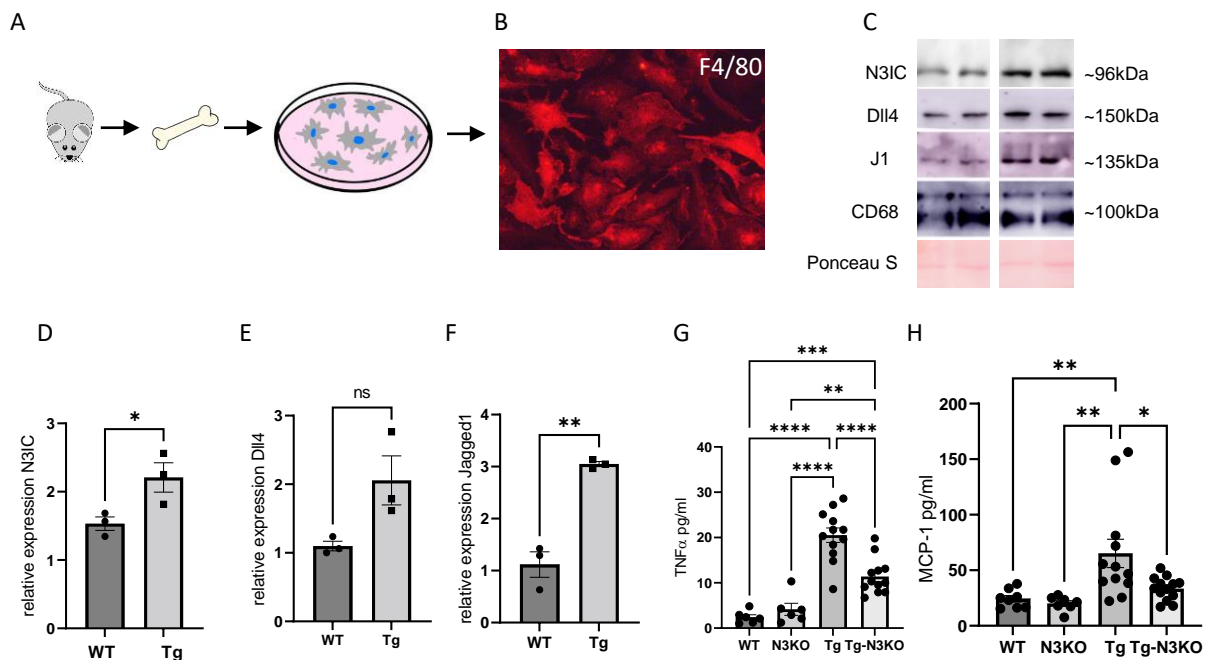 A
B
C
F4/80
N3IC
~96kDa
Dll4
~150kDa
J1
~135kDa
CD68
~100kDa
Ponceau S
D
E
F
G
H
relative expression N3IC
3
2
1
0
*
WT
Tg
relative expression Dll4
3
2
1
0
ns
WT
Tg
relative expression Jagged1
4
3
2
1
0
**
WT
Tg
TNFα pg/ml
40
30
20
10
0
***
**
**** ****
****
WT N3KO Tg Tg-N3KO
MCP-1 pg/ml
200
150
100
50
0
**
** *
WT N3KO Tg Tg-N3KO